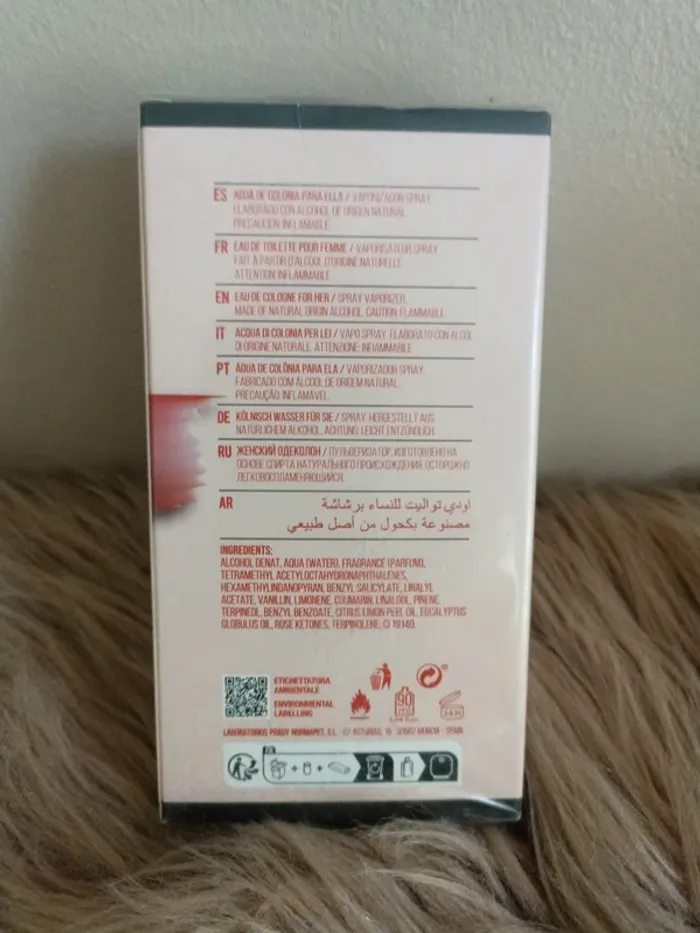 ES AGUA DE COLONIA PARA ELLA / VAPORIZADOR SPRAY.
ELABORADO CON ALCOHOL DE ORIGEN NATURAL.
PRECAUCIÓN: INFLAMABLE.
FR EAU DE TOILETTE POUR FEMME / VAPORISATEUR SPRAY.
FAIT À PARTIR D'ALCOOL D'ORIGINE NATURELLE.
ATTENTION: INFLAMMABLE.
EN EAU DE COLOGNE FOR HER / SPRAY VAPORIZER.
MADE OF NATURAL ORIGIN ALCOHOL. CAUTION: FLAMMABLE.
IT ACQUA DI COLONIA PER LEI / VAPO SPRAY. ELABORATO CON ALCOL
DI ORIGINE NATURALE. ATTENZIONE: INFIAMMABILE.
PT ÁGUA DE COLÔNIA PARA ELA / VAPORIZADOR SPRAY.
FABRICADO COM ÁLCOOL DE ORIGEM NATURAL.
PRECAUÇÃO: INFLAMÁVEL.
DE KÖLNISCH WASSER FÜR SIE / SPRAY. HERGESTELLT AUS
NATÜRLICHEM ALKOHOL. ACHTUNG: LEICHT ENTZÜNDLICH.
RU ЖЕНСКИЙ ОДЕКОЛОН / ПУЛЬВЕРИЗАТОР. ИЗГОТОВЛЕНО НА
ОСНОВЕ СПИРТА НАТУРАЛЬНОГО ПРОИСХОЖДЕНИЯ. ОСТОРОЖНО
ЛЕГКОВОСПЛАМЕНЯЮЩИЙСЯ.
AR اودي تواليت للنساء برشاشة
مصنوعة بكحول من أصل طبيعي
INGREDIENTS:
ALCOHOL DENAT, AQUA (WATER), FRAGRANCE (PARFUM),
TETRAMETHYL ACETYLOCTAHYDRONAPHTHALENES,
HEXAMETHYLINDANOPYRAN, BENZYL SALICYLATE, LINALYL
ACETATE, VANILLIN, LIMONENE, COUMARIN, LINALOOL, PINENE,
TERPINEOL, BENZYL BENZOATE, CITRUS LIMON PEEL OIL, EUCALYPTUS
GLOBULUS OIL, ROSE KETONES, TERPINOLENE, CI 19140.
ETICHETTATURA
AMBIENTALE
ENVIRONMENTAL
LABELLING
90
ml
24 M
LABORATORIOS PRADY NORMAPIEL, S.L. 15 MURCIA - SPAIN
FR